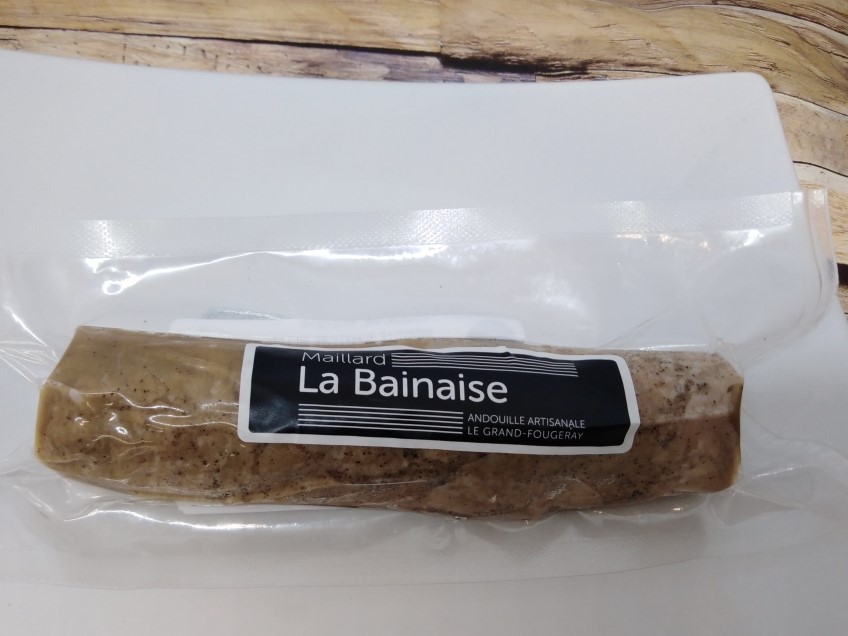 Maillard
La Bainaise
ANDOUILLE ARTISANALE
LE GRAND-FOUGERAY